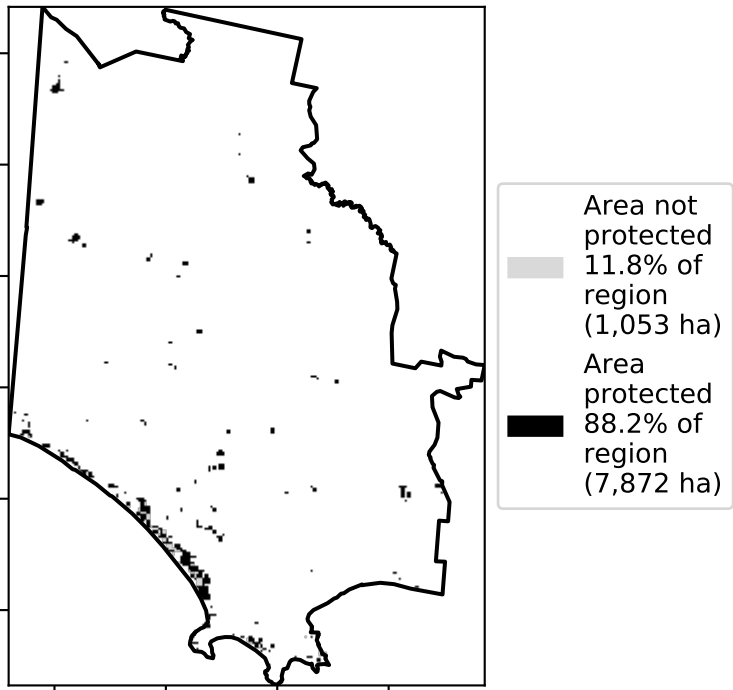 Area not
protected
11.8% of
region
(1,053 ha)
Area
protected
88.2% of
region
(7,872 ha)